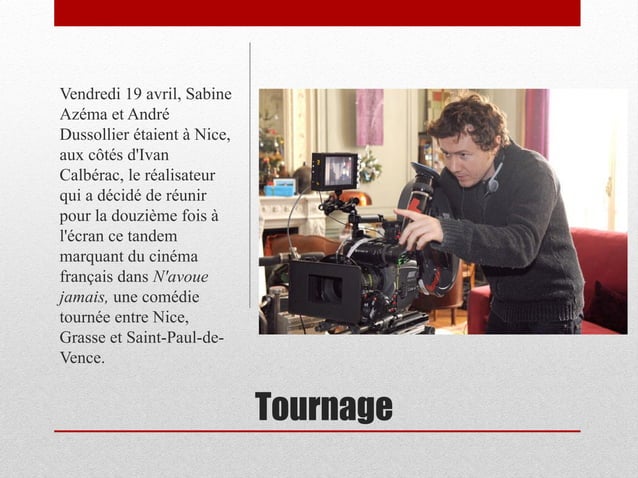 Vendredi 19 avril, Sabine
Azéma et André
Dussollier étaient à Nice,
aux côtés d'Ivan
Calbérac, le réalisateur
qui a décidé de réunir
pour la douzième fois à
l'écran ce tandem
marquant du cinéma
français dans N'avoue
jamais, une comédie
tournée entre Nice,
Grasse et Saint-Paul-de-
Vence.
Tournage